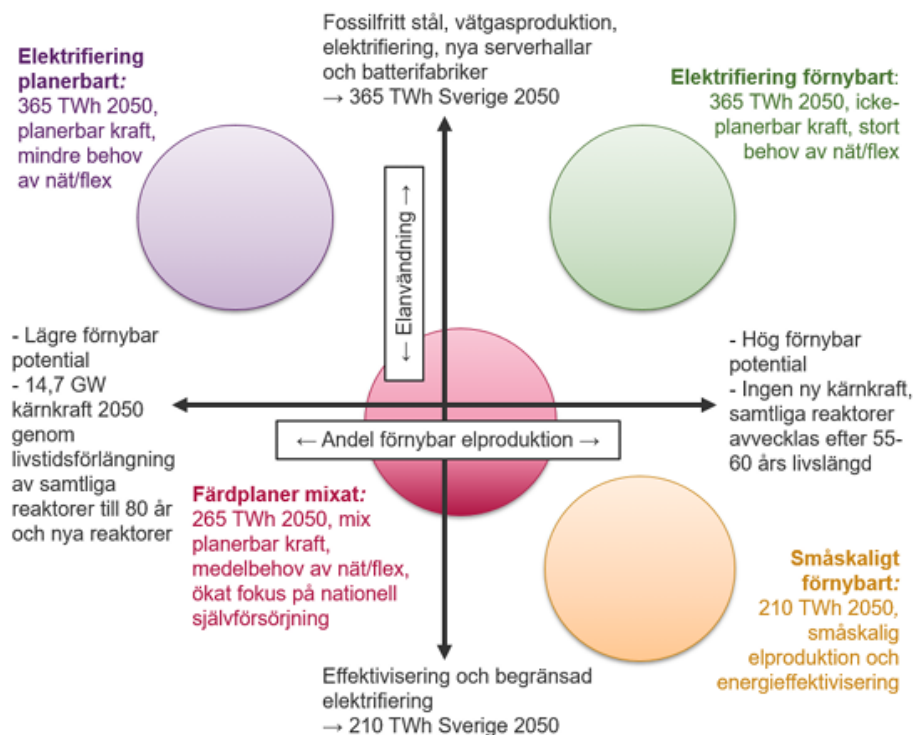 Fossilfritt stål, vätgasproduktion,
elektrifiering, nya serverhallar
och batterifabriker
→ 365 TWh Sverige 2050
Elektrifiering
planerbart:
365 TWh 2050,
planerbar kraft,
mindre behov
av nät/flex
Elektrifiering förnybart:
365 TWh 2050, icke-
planerbar kraft, stort
behov av nät/flex
← Elanvändning →
- Lägre förnybar
potential
- 14,7 GW
kärnkraft 2050
genom
livstidsförlängning
av samtliga
reaktorer till 80 år
och nya reaktorer
← Andel förnybar elproduktion →
- Hög förnybar
potential
- Ingen ny kärnkraft,
samtliga reaktorer
avvecklas efter 55-
60 års livslängd
Färdplaner mixat:
265 TWh 2050, mix
planerbar kraft,
medelbehov av nät/flex,
ökat fokus på nationell
självförsörjning
Småskaligt
förnybart:
210 TWh 2050,
småskalig
elproduktion och
energieffektivisering
Effektivisering och begränsad
elektrifiering
→ 210 TWh Sverige 2050